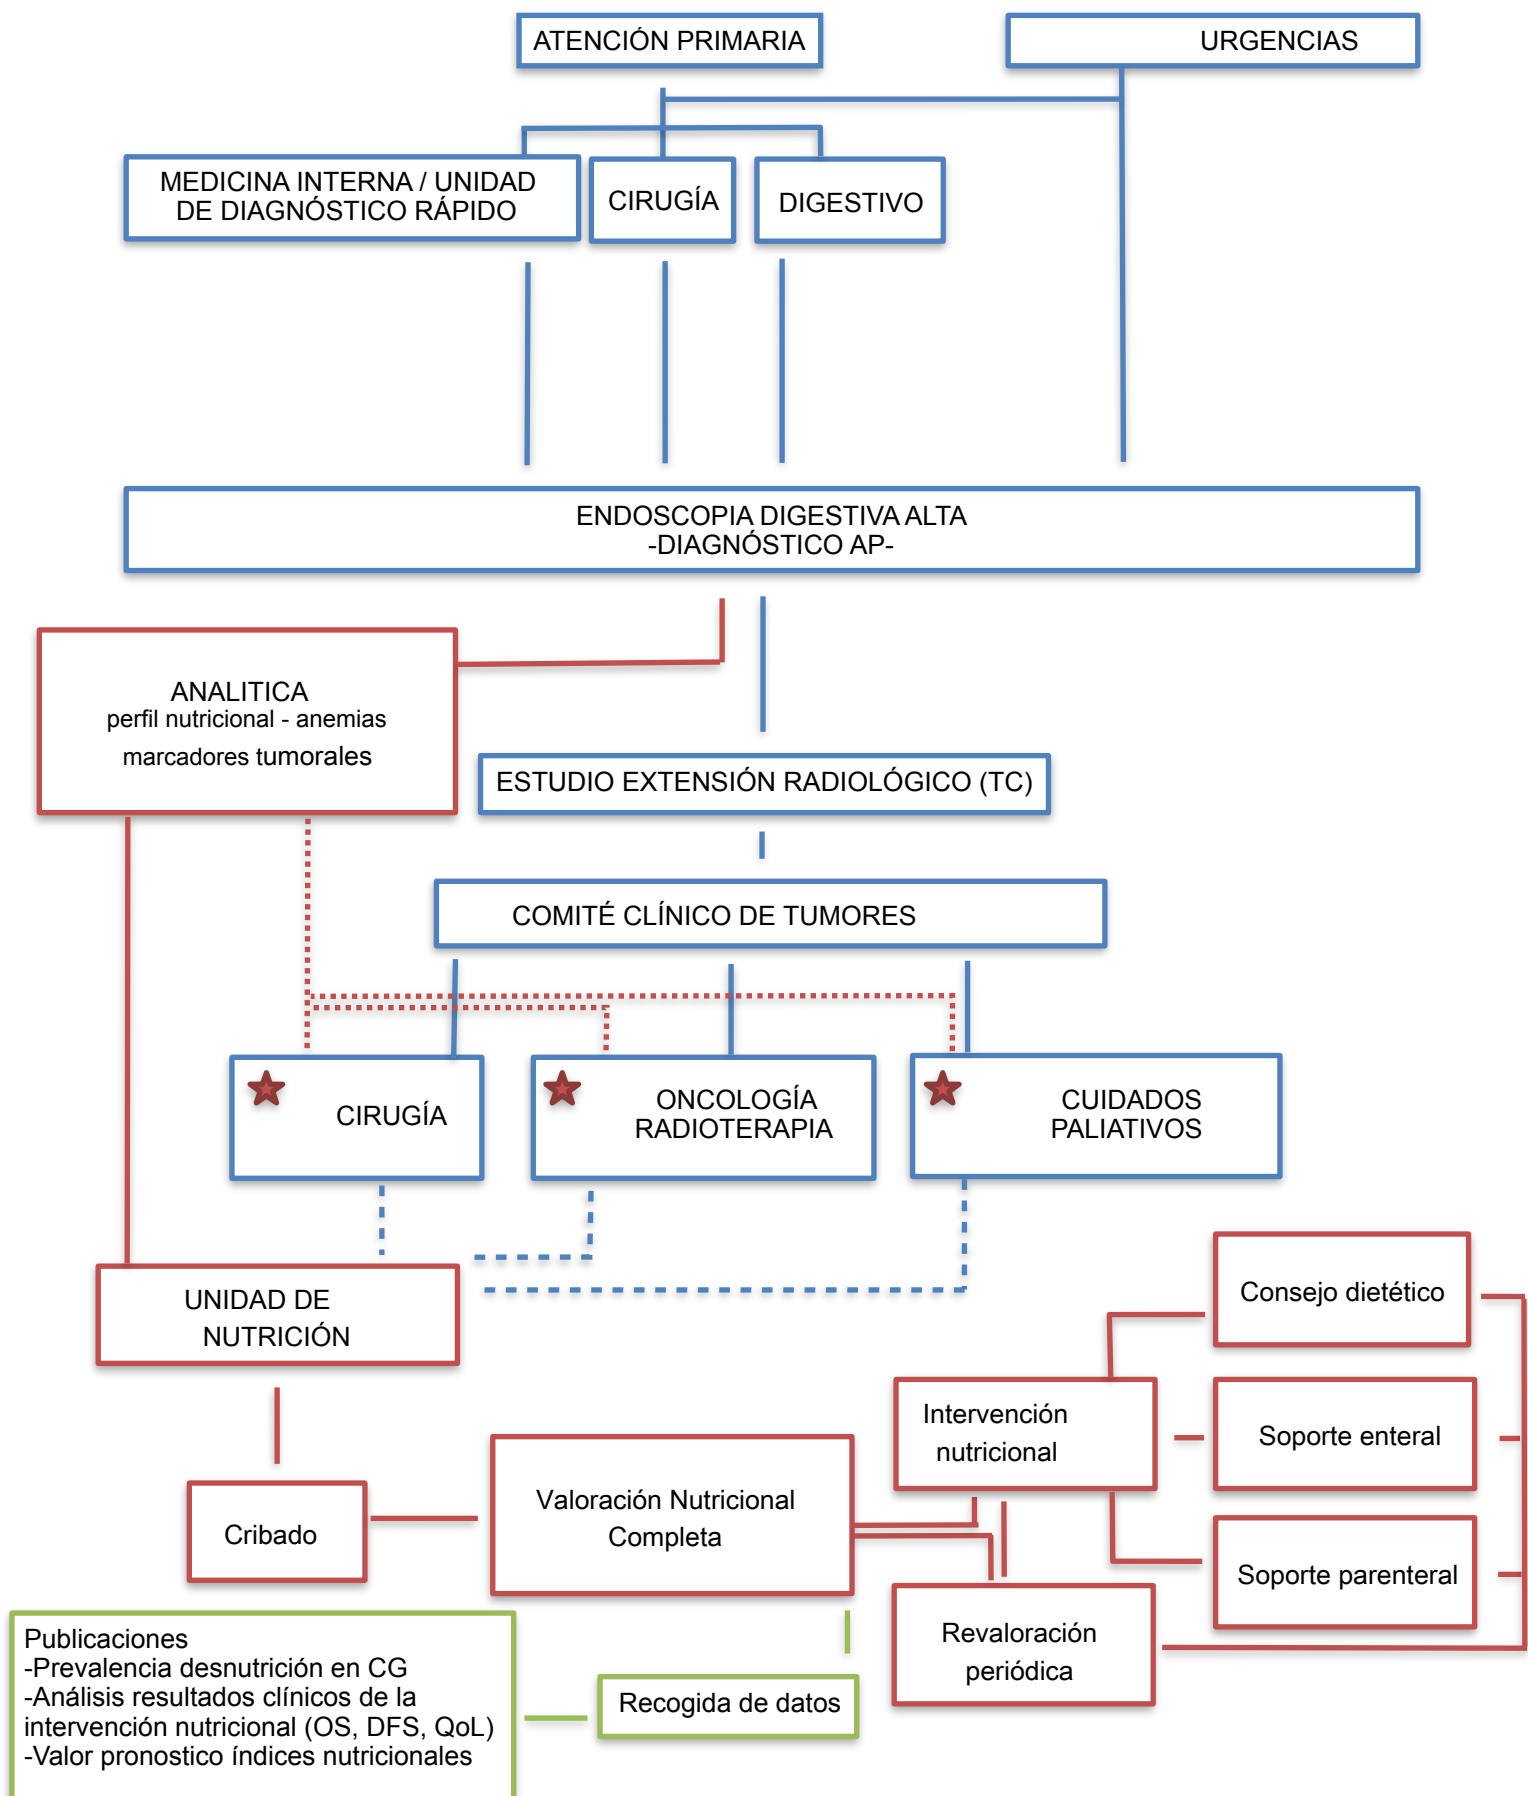 ATENCIÓN PRIMARIA
URGENCIAS
MEDICINA INTERNA / UNIDAD
DE DIAGNÓSTICO RÁPIDO
CIRUGÍA
DIGESTIVO
ENDOSCOPIA DIGESTIVA ALTA
-DIAGNÓSTICO AP-
ANALITICA
perfil nutricional - anemias
marcadores tumorales
ESTUDIO EXTENSIÓN RADIOLÓGICO (TC)
COMITÉ CLÍNICO DE TUMORES
CIRUGÍA
ONCOLOGÍA
RADIOTERAPIA
CUIDADOS
PALIATIVOS
UNIDAD DE
NUTRICIÓN
Consejo dietético
Intervención
nutricional
Soporte enteral
Valoración Nutricional
Completa
Cribado
Soporte parenteral
Revaloración
periódica
Publicaciones
-Prevalencia desnutrición en CG
-Análisis resultados clínicos de la
intervención nutricional (OS, DFS, QoL)
-Valor pronostico índices nutricionales
Recogida de datos